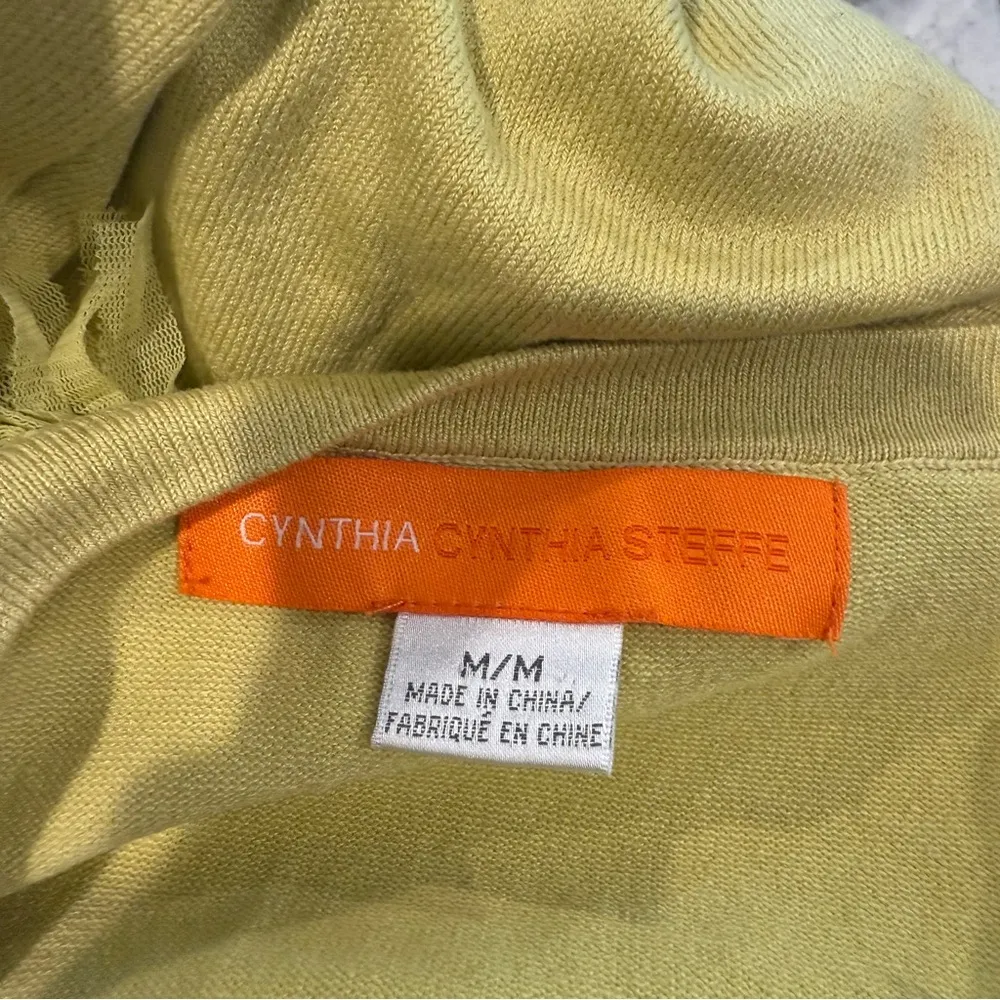 CYNTHIA CYNTHIA STEFFE
M/M
MADE IN CHINA/
FABRIQUÉ EN CHINE